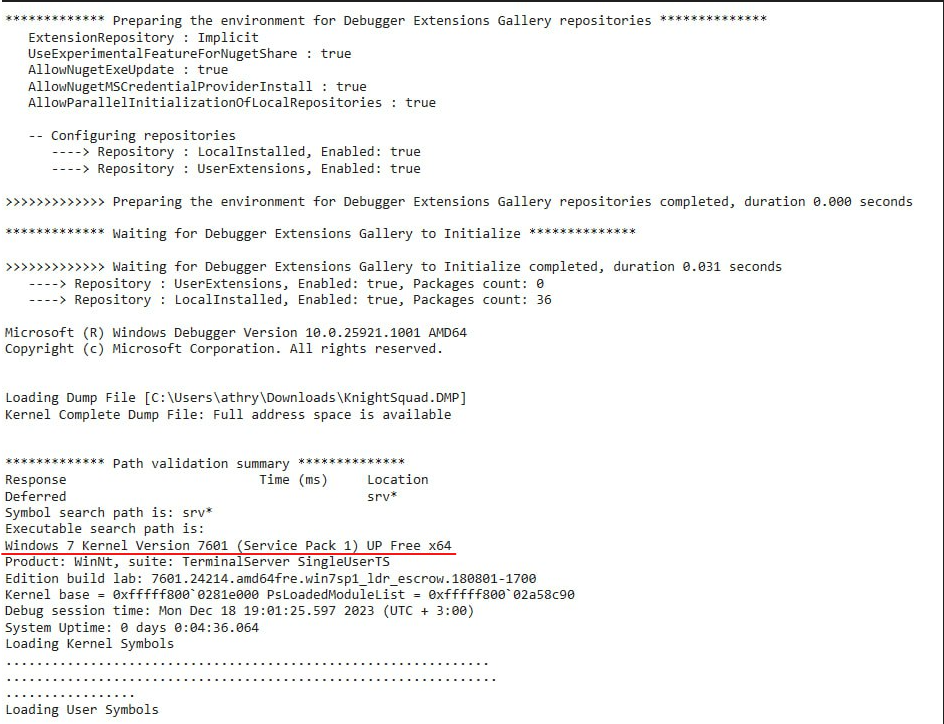 ************* Preparing the environment for Debugger Extensions Gallery repositories **************
   ExtensionRepository : Implicit
   UseExperimentalFeatureForNugetShare : true
   AllowNugetExeUpdate : true
   AllowNugetMSCredentialProviderInstall : true
   AllowParallelInitializationOfLocalRepositories : true

   -- Configuring repositories
      ----> Repository : LocalInstalled, Enabled: true
      ----> Repository : UserExtensions, Enabled: true

>>>>>>>>>>>>> Preparing the environment for Debugger Extensions Gallery repositories completed, duration 0.000 seconds

************* Waiting for Debugger Extensions Gallery to Initialize **************

>>>>>>>>>>>>> Waiting for Debugger Extensions Gallery to Initialize completed, duration 0.031 seconds
   ----> Repository : UserExtensions, Enabled: true, Packages count: 0
   ----> Repository : LocalInstalled, Enabled: true, Packages count: 36

Microsoft (R) Windows Debugger Version 10.0.25921.1001 AMD64
Copyright (c) Microsoft Corporation. All rights reserved.


Loading Dump File [C:\Users\athry\Downloads\KnightSquad.DMP]
Kernel Complete Dump File: Full address space is available


************* Path validation summary **************
Response                         Time (ms)     Location
Deferred                                       srv*
Symbol search path is: srv*
Executable search path is:
Windows 7 Kernel Version 7601 (Service Pack 1) UP Free x64
Product: WinNt, suite: TerminalServer SingleUserTS
Edition build lab: 7601.24214.amd64fre.win7sp1_ldr_escrow.180801-1700
Kernel base = 0xfffff800`0281e000 PsLoadedModuleList = 0xfffff800`02a58c90
Debug session time: Mon Dec 18 19:01:25.597 2023 (UTC + 3:00)
System Uptime: 0 days 0:04:36.064
Loading Kernel Symbols
...............................................................
................................................................
.................
Loading User Symbols